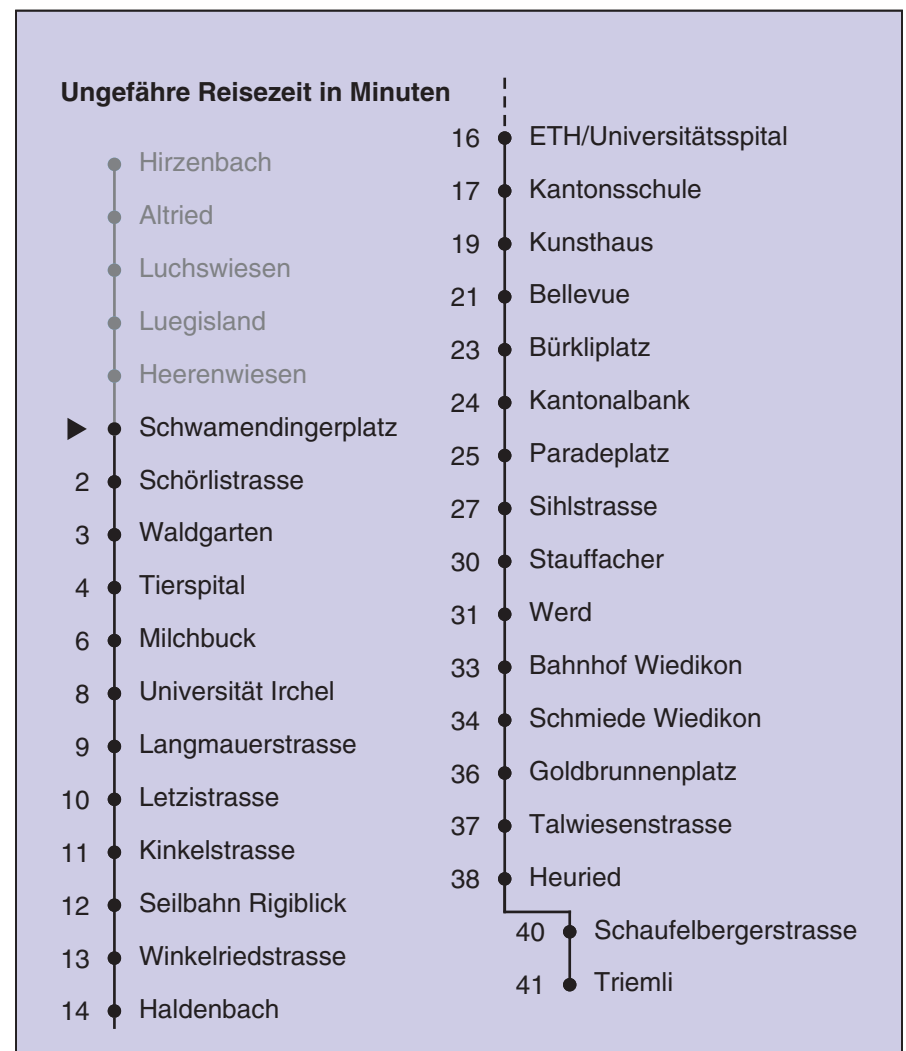 Ungefähre Reisezeit in Minuten
Hirzenbach
Altried
Luchswiesen
Luegisland
Heerenwiesen
Schwamendingerplatz
2 Schörlistrasse
3 Waldgarten
4 Tierspital
6 Milchbuck
8 Universität Irchel
9 Langmauerstrasse
10 Letzistrasse
11 Kinkelstrasse
12 Seilbahn Rigiblick
13 Winkelriedstrasse
14 Haldenbach
16 ETH/Universitätsspital
17 Kantonsschule
19 Kunsthaus
21 Bellevue
23 Bürkliplatz
24 Kantonalbank
25 Paradeplatz
27 Sihlstrasse
30 Stauffacher
31 Werd
33 Bahnhof Wiedikon
34 Schmiede Wiedikon
36 Goldbrunnenplatz
37 Talwiesenstrasse
38 Heuried
40 Schaufelbergerstrasse
41 Triemli